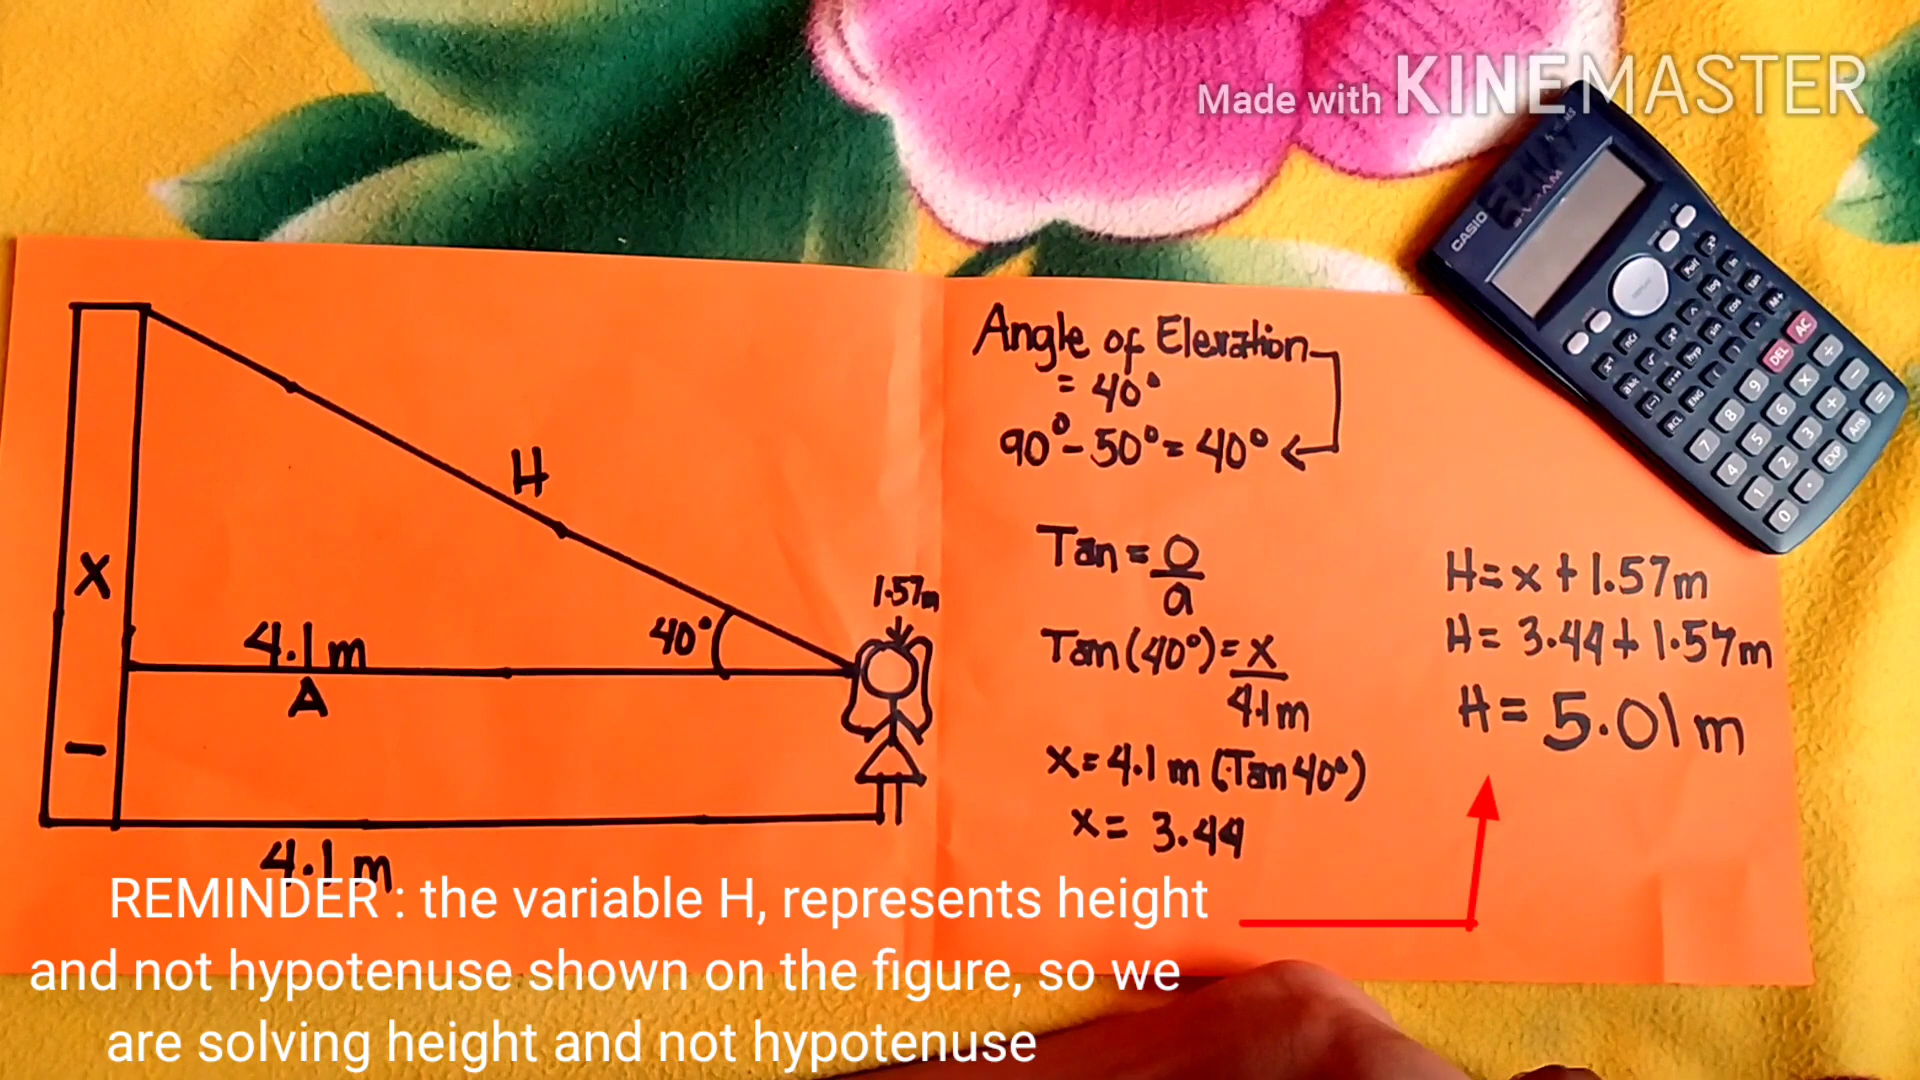 Made with KINEMASTER
CASIO
H
X
4.1 m
A
40°
1.57m
4.1 m
Angle of Elevation
= 40°
90° - 50° = 40°
Tan = o/a
Tan (40°) = x/4.1m
x = 4.1 m (Tan 40°)
x = 3.44
H = x + 1.57m
H = 3.44 + 1.57m
H = 5.01 m
REMINDER : the variable H, represents height
and not hypotenuse shown on the figure, so we
are solving height and not hypotenuse